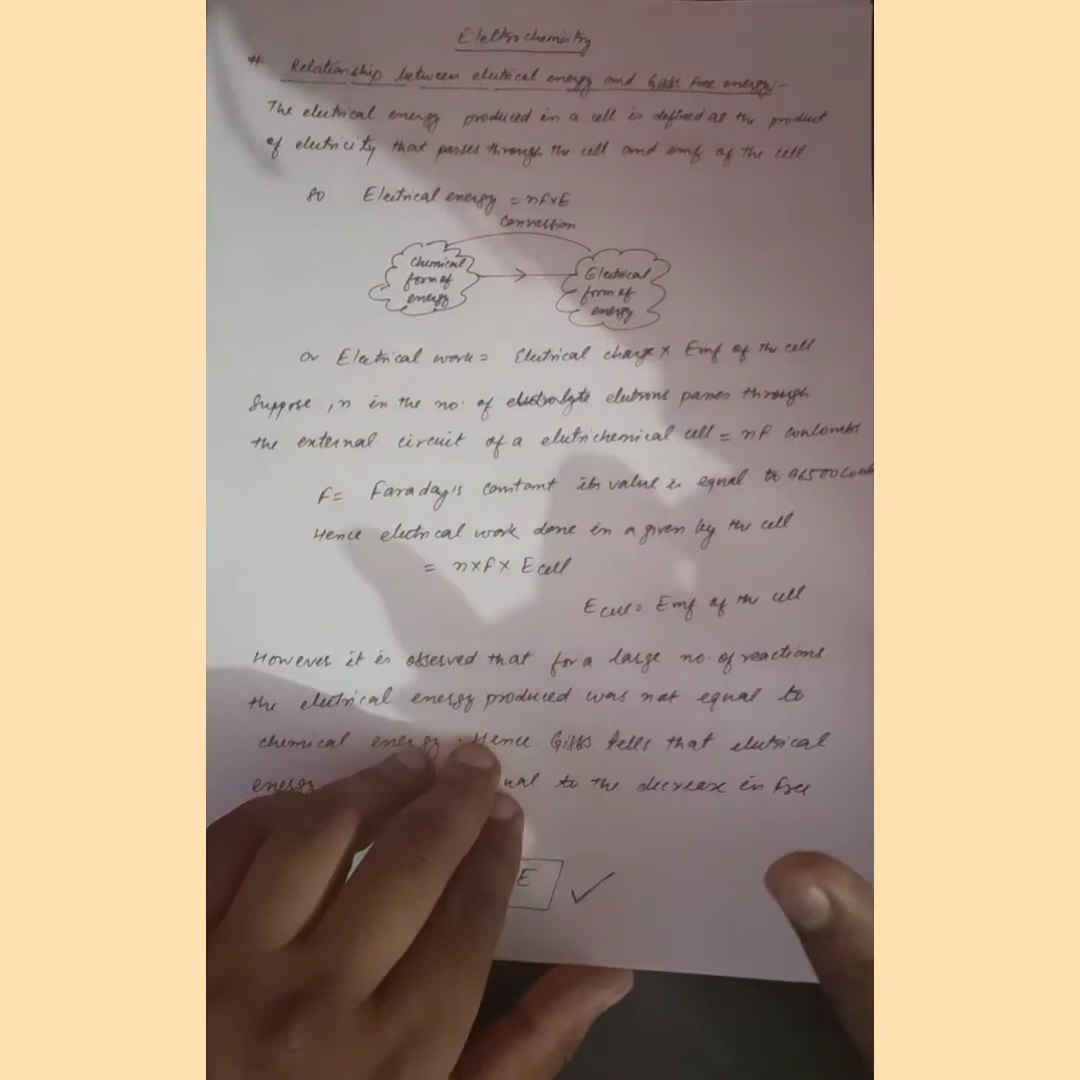 Electrochemistry
# Relationship between electrical energy and Gibbs Free energy:-
The electrical energy produced in a cell is defined as the product
of electricity that passes through the cell and emf of the cell.
so Electrical energy = nF×E
Convertion
Chemical
form of
energy
Electrical
form of
energy
or Electrical work = Electrical charge × Emf of the cell
Suppose, n in the no. of electrolyte electrons passes through
the external circuit of a eletrichemical cell = nF coulombs
F = Faraday's constant its value is equal to 96500
Hence electrical work done in a given by the cell
= n×F× Ecell
Ecell = Emf of the cell
However it is observed that for a large no. of reactions
the electrical energy produced was not equal to
chemical energy. Hence Gibbs tells that electrical
energy to the decrease in free
E